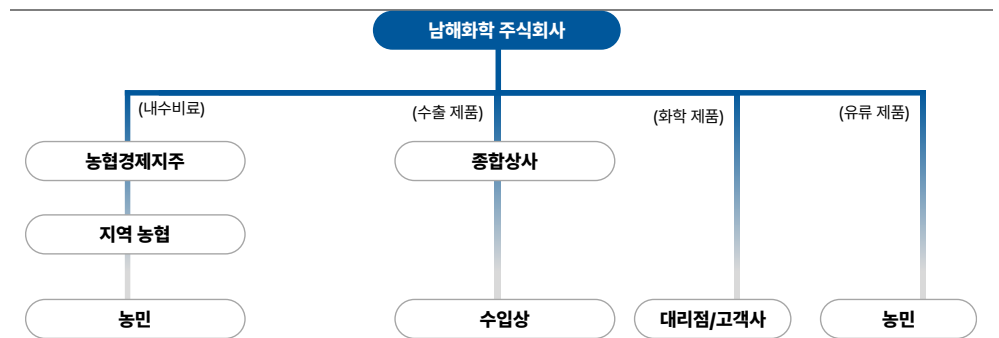 남해화학 주식회사
(내수비료)
(수출 제품)
(화학 제품)
(유류 제품)
농협경제지주
종합상사
지역 농협
농민
수입상
대리점/고객사
농민